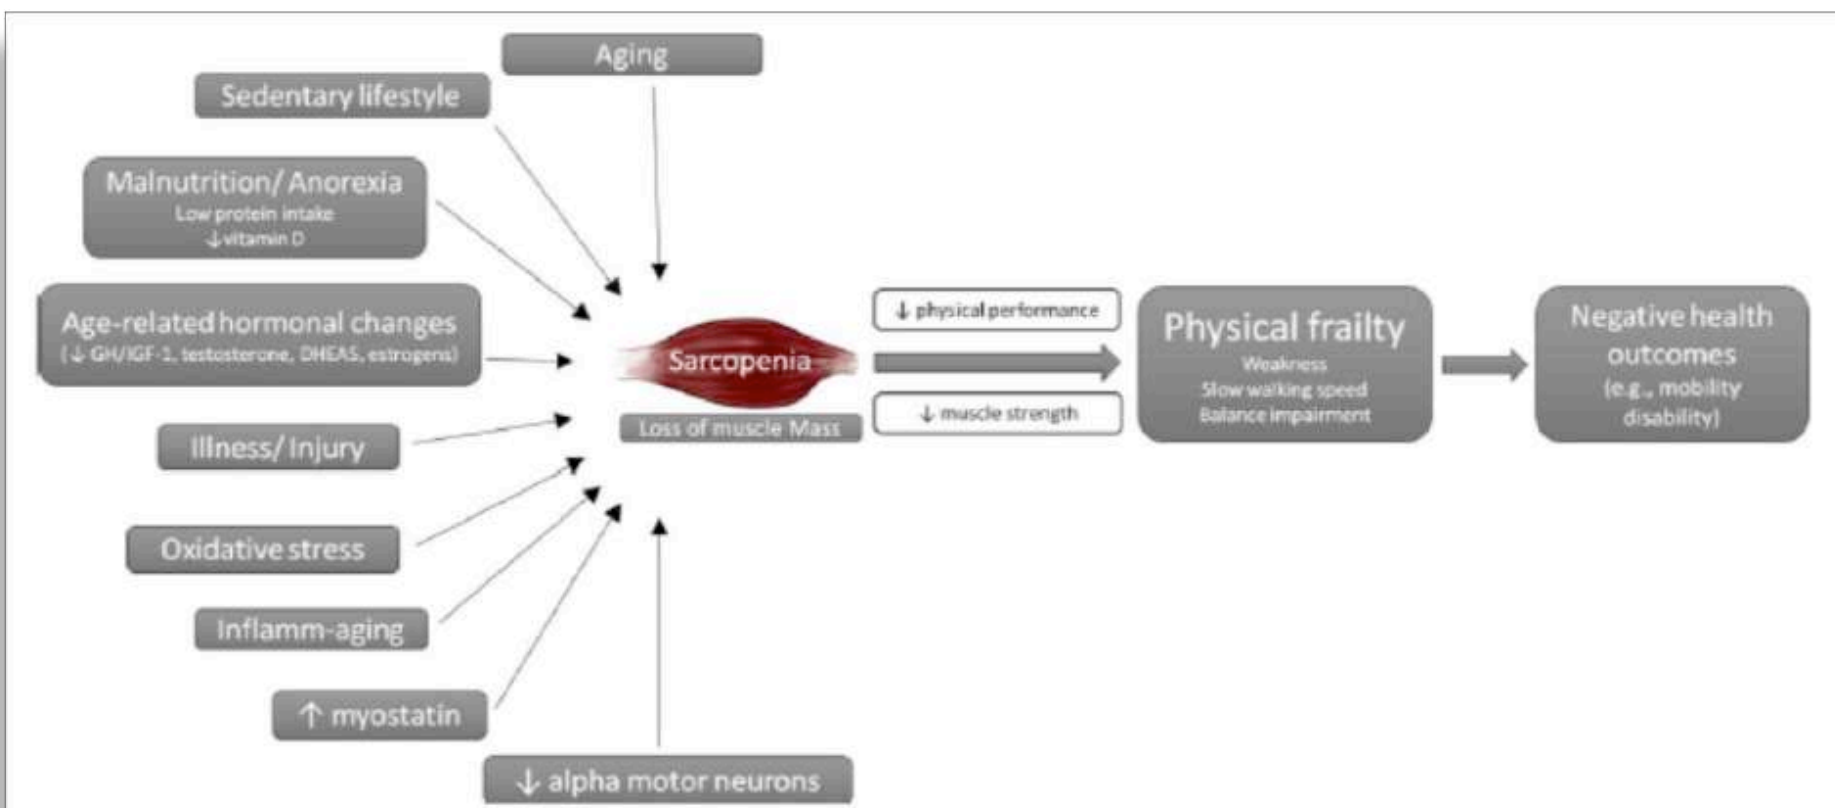 Aging
Sedentary lifestyle
Malnutrition/ Anorexia
Low protein intake
↓vitamin D
Age-related hormonal changes
(↓ GH/IGF-1, testosterone, DHEAS, estrogens)
Illness/ Injury
Oxidative stress
Inflamm-aging
↑ myostatin
↓ alpha motor neurons
Sarcopenia
Loss of muscle Mass
↓ physical performance
↓ muscle strength
Physical frailty
Weakness
Slow walking speed
Balance impairment
Negative health
outcomes
(e.g., mobility
disability)